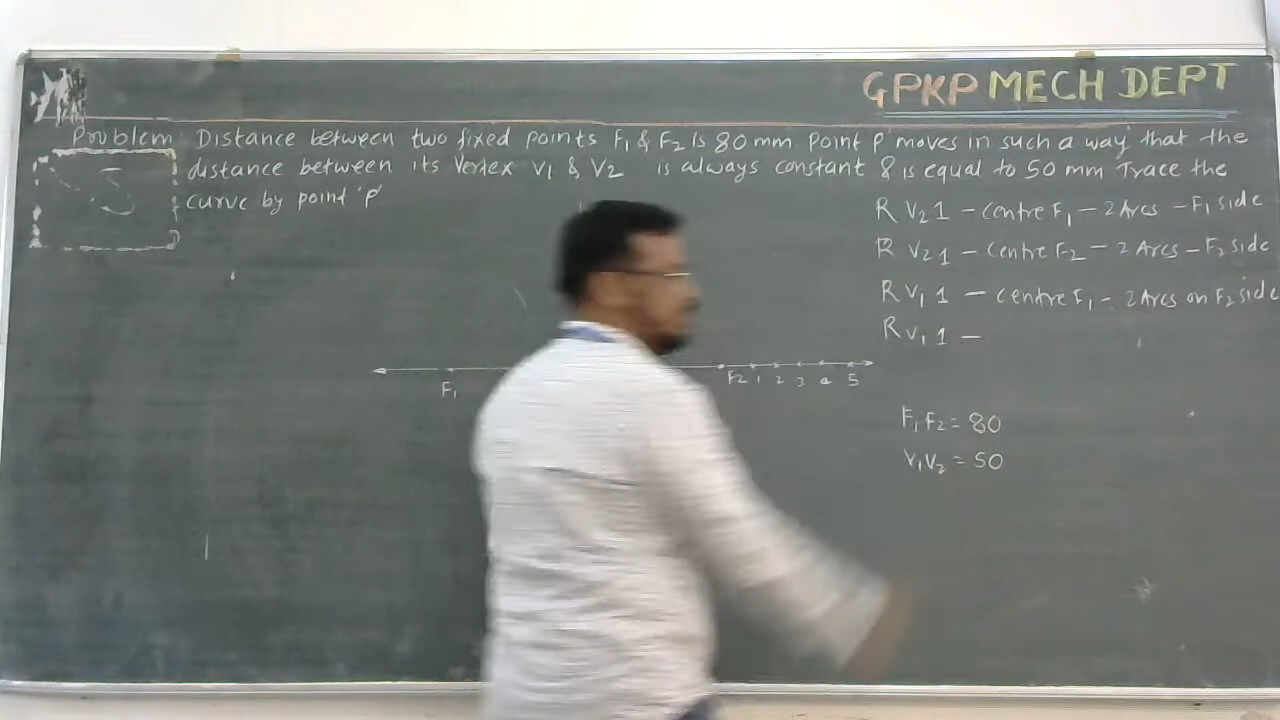 GPKP MECH DEPT
Problem Distance between two fixed points F1 & F2 is 80 mm Point 'P' moves in such a way that the
distance between its Vertex V1 & V2 is always constant & is equal to 50 mm Trace the
curve by point 'P'
R V2 1 - Centre F1 - 2 Arcs - F1 side
R V2 1 - Centre F2 - 2 Arcs - F2 side
R V1 1 - Centre F1 - 2 Arcs on F2 side
R V1 1 -
F1 F2 1 2 3 4 5
F1 F2 = 80
V1 V2 = 50